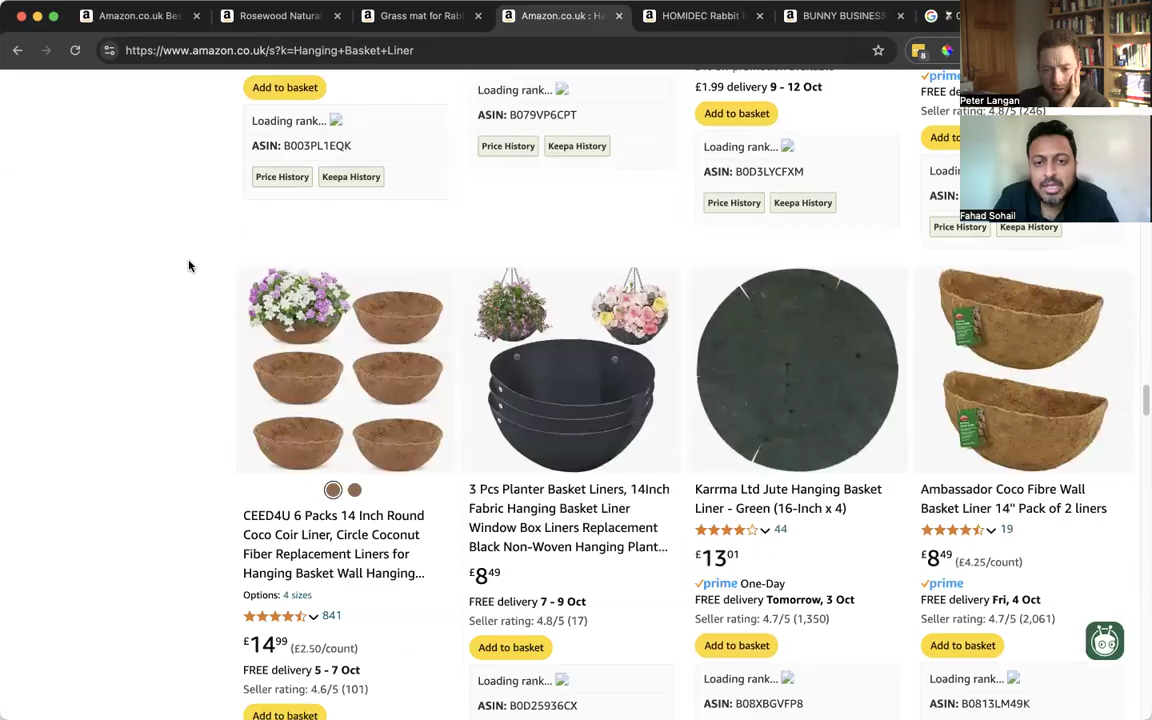 Amazon.co.uk Bes
Rosewood Natural
Grass mat for Rabb
Amazon.co.uk : Ha
HOMIDEC Rabbit
BUNNY BUSINESS
https://www.amazon.co.uk/s?k=Hanging+Basket+Liner
8
Peter Langan
Fahad Sohail
Add to basket
Loading rank...
ASIN: B003PL1EQK
Price History
Keepa History
Loading rank...
ASIN: B079VP6CPT
Price History
Keepa History
£1.99 delivery 9 - 12 Oct
Add to basket
Loading rank...
ASIN: B0D3LYCFXM
Price History
Keepa History
prime
FREE de
Seller rating: 4.8/5 (246)
Add to
Loadin
ASIN:
Price History
Keepa History
CEED4U 6 Packs 14 Inch Round
Coco Coir Liner, Circle Coconut
Fiber Replacement Liners for
Hanging Basket Wall Hanging...
Options: 4 sizes
841
£14.99 (£2.50/count)
FREE delivery 5 - 7 Oct
Seller rating: 4.6/5 (101)
Add to basket
3 Pcs Planter Basket Liners, 14Inch
Fabric Hanging Basket Liner
Window Box Liners Replacement
Black Non-Woven Hanging Plant...
£8.49
FREE delivery 7 - 9 Oct
Seller rating: 4.8/5 (17)
Add to basket
Loading rank...
ASIN: B0D25936CX
Karrma Ltd Jute Hanging Basket
Liner - Green (16-Inch x 4)
44
£13.01
prime One-Day
FREE delivery Tomorrow, 3 Oct
Seller rating: 4.7/5 (1,350)
Add to basket
Loading rank...
ASIN: B08XBGVFP8
Ambassador Coco Fibre Wall
Basket Liner 14" Pack of 2 liners
19
£8.49 (£4.25/count)
prime
FREE delivery Fri, 4 Oct
Seller rating: 4.7/5 (2,061)
Add to basket
Loading rank...
ASIN: B0813LM49K